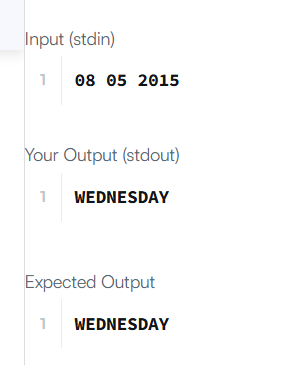 Input (stdin)
1 08 05 2015
Your Output (stdout)
1 WEDNESDAY
Expected Output
1 WEDNESDAY